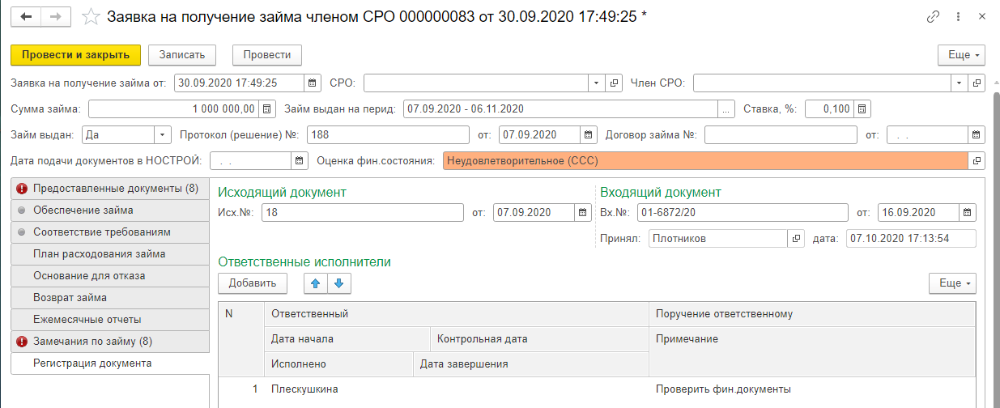 Заявка на получение займа членом СРО 000000083 от 30.09.2020 17:49:25 *
Провести и закрыть Записать Провести Еще
Заявка на получение займа от: 30.09.2020 17:49:25 СРО: Член СРО:
Сумма займа: 1 000 000,00 Займ выдан на перид: 07.09.2020 - 06.11.2020 ... Ставка, %: 0,100
Займ выдан: Да Протокол (решение) №: 188 от: 07.09.2020 Договор займа №: от: . .
Дата подачи документов в НОСТРОЙ: . . Оценка фин.состояния: Неудовлетворительное (ССС)
Предоставленные документы (8)
Обеспечение займа
Соответствие требованиям
План расходования займа
Основание для отказа
Возврат займа
Ежемесячные отчеты
Замечания по займу (8)
Регистрация документа
Исходящий документ
Исх.№: 18 от: 07.09.2020
Входящий документ
Вх.№: 01-6872/20 от: 16.09.2020
Принял: Плотников дата: 07.10.2020 17:13:54
Ответственные исполнители
Добавить Еще
N Ответственный Поручение ответственному
Дата начала Контрольная дата Примечание
Исполнено Дата завершения
1 Плескушкина Проверить фин.документы